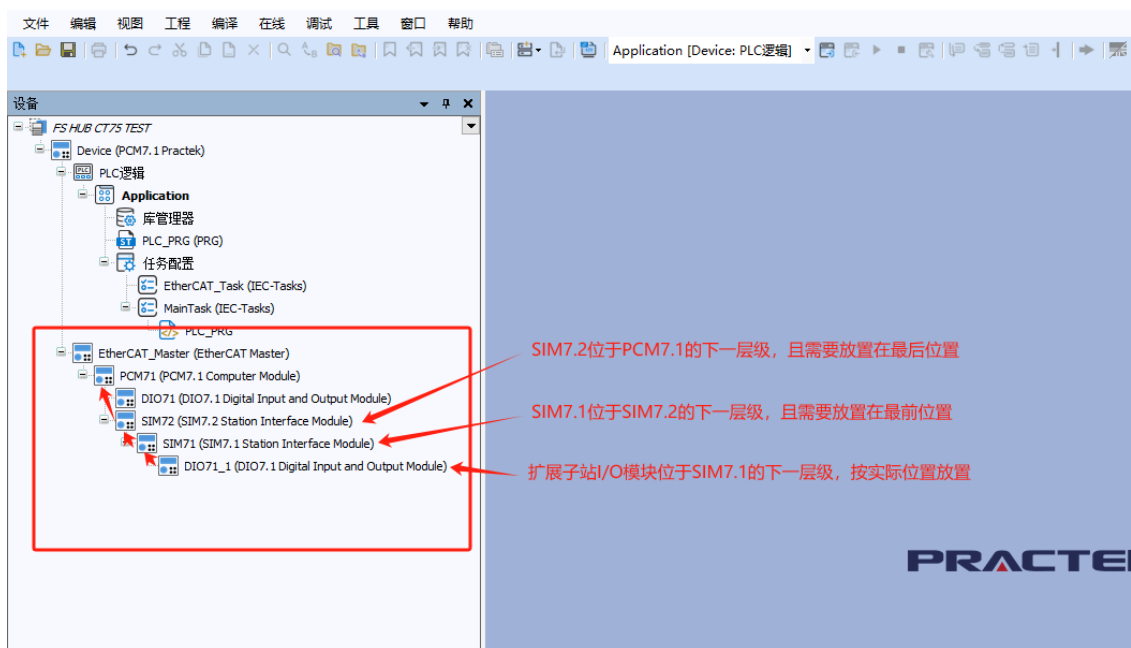 文件 编辑 视图 工程 编译 在线 调试 工具 窗口 帮助
Application [Device: PLC逻辑]
设备
FS HUB CT75 TEST
Device (PCM7.1 Practek)
PLC逻辑
Application
库管理器
PLC_PRG (PRG)
任务配置
EtherCAT_Task (IEC-Tasks)
MainTask (IEC-Tasks)
PLC_PRG
EtherCAT_Master (EtherCAT Master)
SIM7.2位于PCM7.1的下一层级，且需要放置在最后位置
PCM71 (PCM7.1 Computer Module)
DIO71 (DIO7.1 Digital Input and Output Module)
SIM7.1位于SIM7.2的下一层级，且需要放置在最前位置
SIM72 (SIM7.2 Station Interface Module)
SIM71 (SIM7.1 Station Interface Module)
DIO71_1 (DIO7.1 Digital Input and Output Module)
扩展子站I/O模块位于SIM7.1的下一层级，按实际位置放置